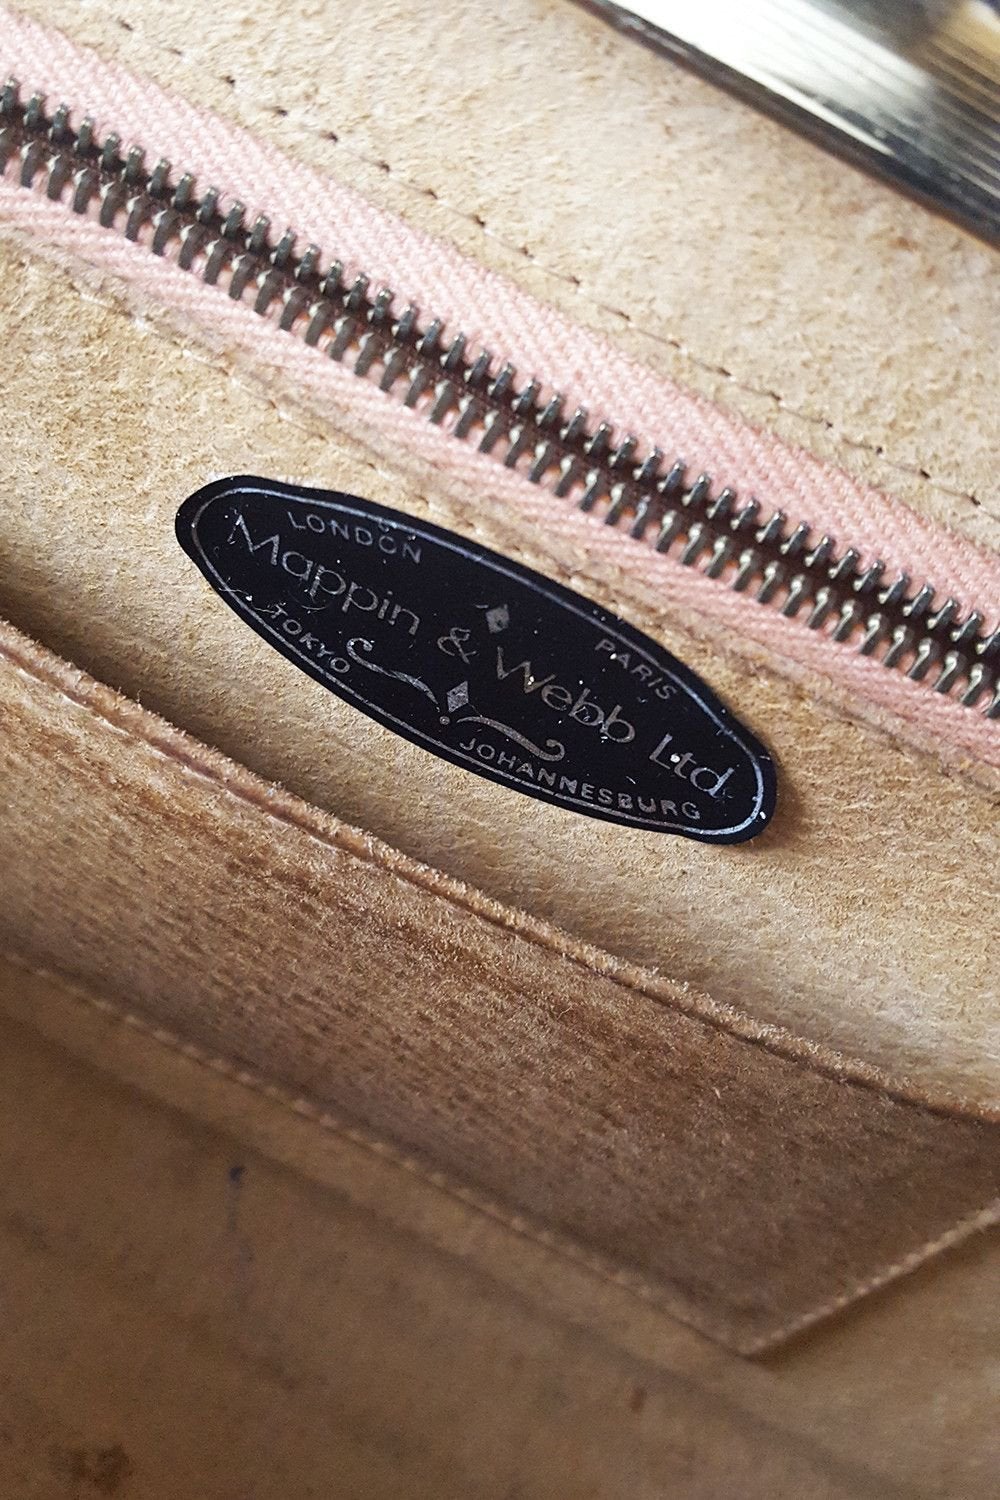 LONDON PARIS
Mappin & Webb Ltd
TOKYO JOHANNESBURG